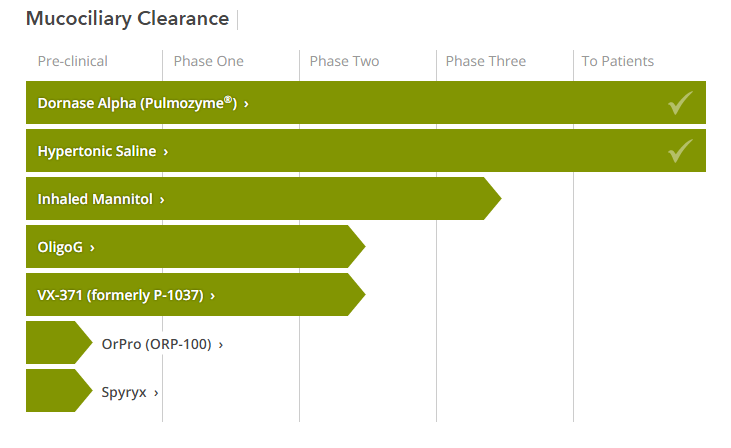 Mucociliary Clearance
Pre-clinical Phase One Phase Two Phase Three To Patients
Dornase Alpha (Pulmozyme®) ›
Hypertonic Saline ›
Inhaled Mannitol ›
OligoG ›
VX-371 (formerly P-1037) ›
OrPro (ORP-100) ›
Spyryx ›